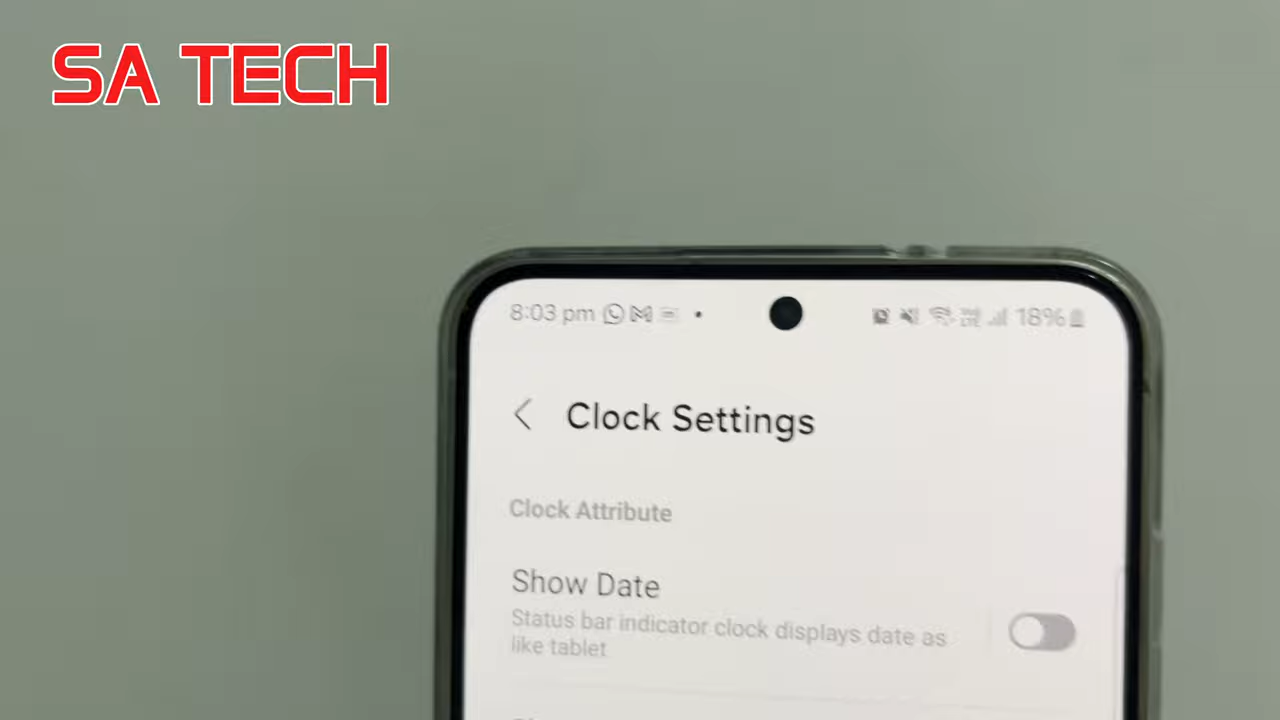 SA TECH
8:03 pm 18%
Clock Settings
Clock Attribute
Show Date
Status bar indicator clock displays date as
like tablet